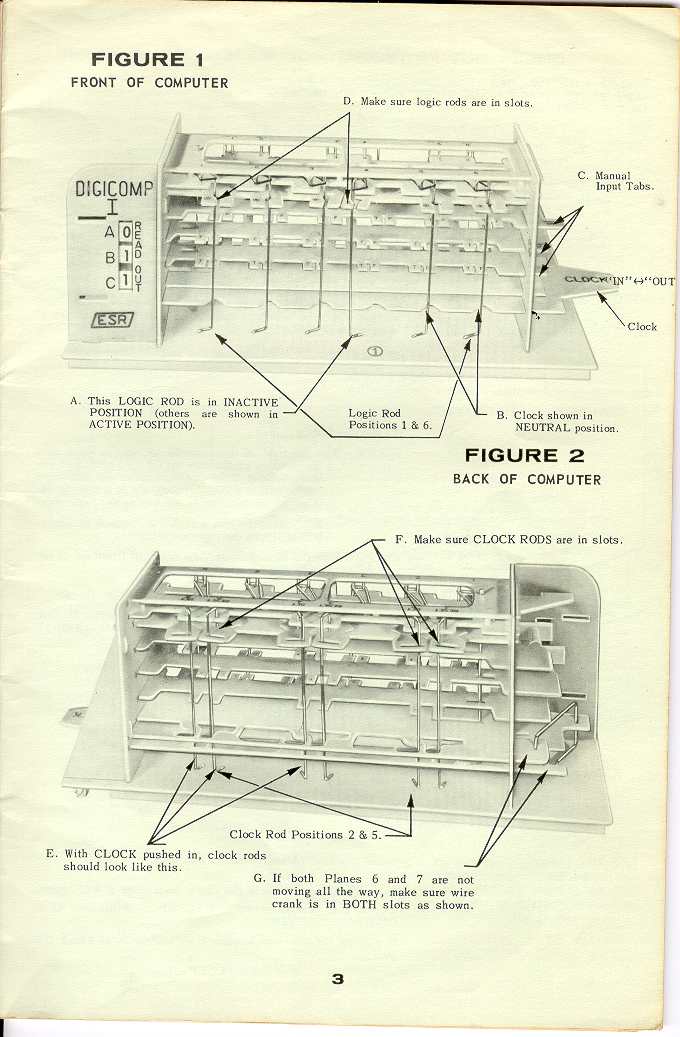 FIGURE 1
FRONT OF COMPUTER
D. Make sure logic rods are in slots.
C. Manual
Input Tabs.
DIGICOMP
I
A 0
B 1
C 1
READ OUT
ESR
CLOCK "IN"↔"OUT
Clock
1
A. This LOGIC ROD is in INACTIVE
POSITION (others are shown in
ACTIVE POSITION).
Logic Rod
Positions 1 & 6.
B. Clock shown in
NEUTRAL position.
FIGURE 2
BACK OF COMPUTER
F. Make sure CLOCK RODS are in slots.
Clock Rod Positions 2 & 5.
E. With CLOCK pushed in, clock rods
should look like this.
G. If both Planes 6 and 7 are not
moving all the way, make sure wire
crank is in BOTH slots as shown.
3